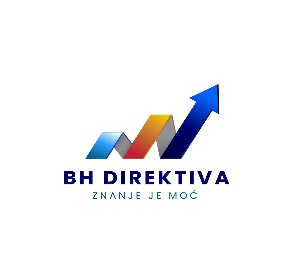 BH DIREKTIVA
ZNANJE JE MOĆ